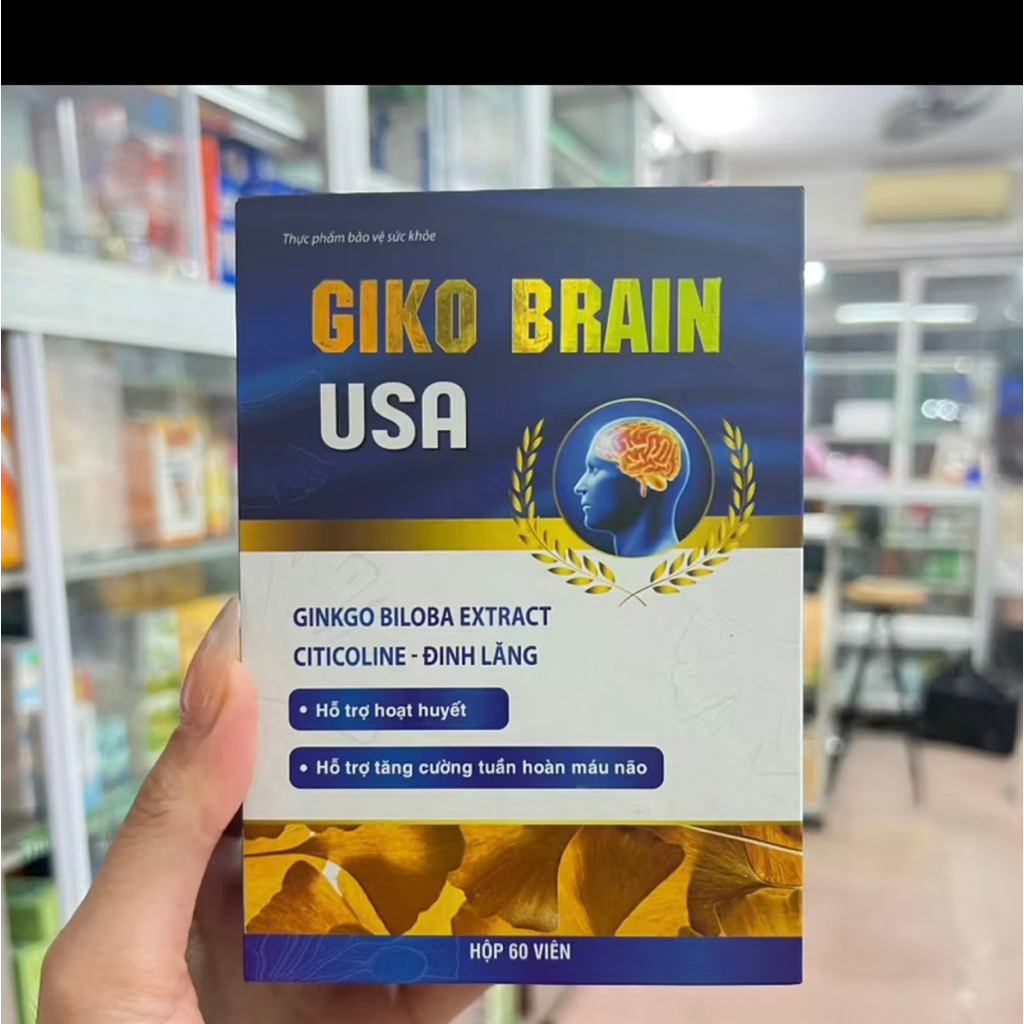 Thực phẩm bảo vệ sức khỏe
GIKO BRAIN
USA
GINKGO BILOBA EXTRACT
CITICOLINE - ĐINH LĂNG
• Hỗ trợ hoạt huyết
• Hỗ trợ tăng cường tuần hoàn máu não
HỘP 60 VIÊN